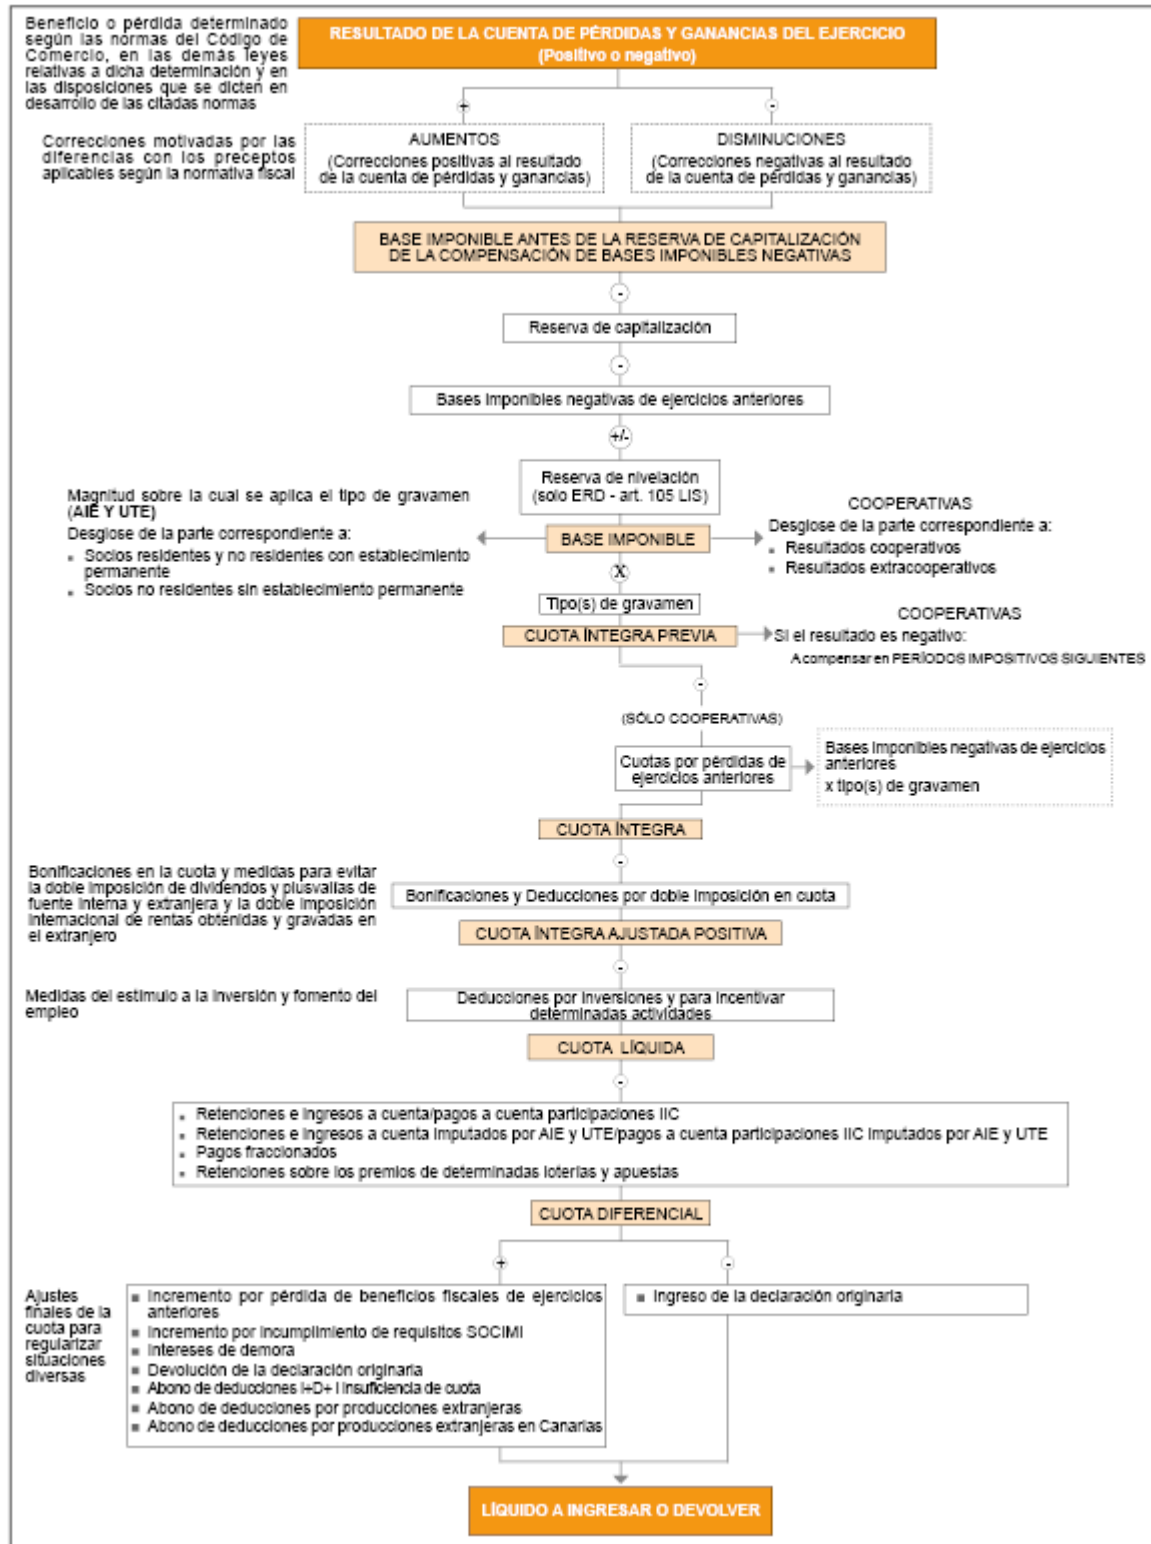 Beneficio o pérdida determinado
según las normas del Código de
Comercio, en las demás leyes
relativas a dicha determinación y en
las disposiciones que se dicten en
desarrollo de las citadas normas
RESULTADO DE LA CUENTA DE PÉRDIDAS Y GANANCIAS DEL EJERCICIO
(Positivo o negativo)
+
-
Correcciones motivadas por las
diferencias con los preceptos
aplicables según la normativa fiscal
AUMENTOS
(Correcciones positivas al resultado
de la cuenta de pérdidas y ganancias)
DISMINUCIONES
(Correcciones negativas al resultado
de la cuenta de pérdidas y ganancias)
BASE IMPONIBLE ANTES DE LA RESERVA DE CAPITALIZACIÓN
DE LA COMPENSACIÓN DE BASES IMPONIBLES NEGATIVAS
-
Reserva de capitalización
-
Bases imponibles negativas de ejercicios anteriores
+/-
Reserva de nivelación
(solo ERD - art. 105 LIS)
Magnitud sobre la cual se aplica el tipo de gravamen
(AIE Y UTE)
Desglose de la parte correspondiente a:
▪ Socios residentes y no residentes con establecimiento
permanente
▪ Socios no residentes sin establecimiento permanente
BASE IMPONIBLE
COOPERATIVAS
Desglose de la parte correspondiente a:
▪ Resultados cooperativos
▪ Resultados extracooperativos
X
Tipo(s) de gravamen
CUOTA ÍNTEGRA PREVIA
COOPERATIVAS
Si el resultado es negativo:
A compensar en PERÍODOS IMPOSITIVOS SIGUIENTES
-
(SÓLO COOPERATIVAS)
Cuotas por pérdidas de
ejercicios anteriores
Bases imponibles negativas de ejercicios
anteriores
x tipo(s) de gravamen
CUOTA ÍNTEGRA
-
Bonificaciones en la cuota y medidas para evitar
la doble imposición de dividendos y plusvalías de
fuente interna y extranjera y la doble imposición
internacional de rentas obtenidas y gravadas en
el extranjero
Bonificaciones y Deducciones por doble imposición en cuota
CUOTA ÍNTEGRA AJUSTADA POSITIVA
-
Medidas del estímulo a la inversión y fomento del
empleo
Deducciones por inversiones y para incentivar
determinadas actividades
CUOTA LÍQUIDA
-
▪ Retenciones e ingresos a cuenta/pagos a cuenta participaciones IIC
▪ Retenciones e ingresos a cuenta imputados por AIE y UTE/pagos a cuenta participaciones IIC imputados por AIE y UTE
▪ Pagos fraccionados
▪ Retenciones sobre los premios de determinadas loterías y apuestas
CUOTA DIFERENCIAL
+
-
Ajustes
finales de la
cuota para
regularizar
situaciones
diversas
▪ Incremento por pérdida de beneficios fiscales de ejercicios
anteriores
▪ Incremento por incumplimiento de requisitos SOCIMI
▪ Intereses de demora
▪ Devolución de la declaración originaria
▪ Abono de deducciones I+D+ I Insuficiencia de cuota
▪ Abono de deducciones por producciones extranjeras
▪ Abono de deducciones por producciones extranjeras en Canarias
▪ Ingreso de la declaración originaria
LÍQUIDO A INGRESAR O DEVOLVER